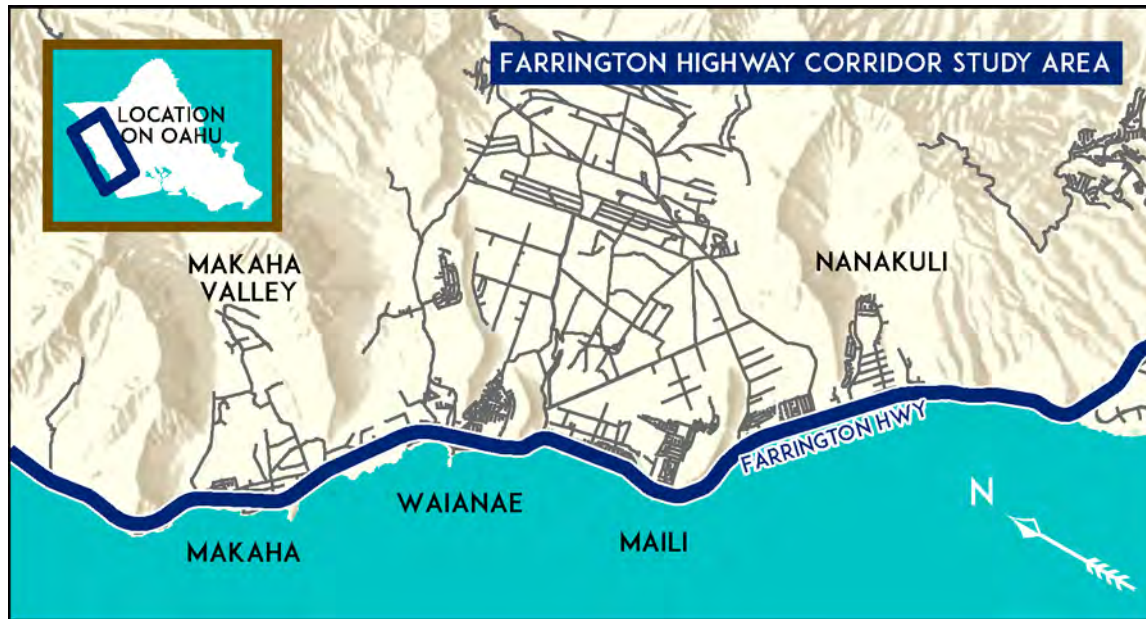 FARRINGTON HIGHWAY CORRIDOR STUDY AREA
LOCATION
ON OAHU
MAKAHA
VALLEY
NANAKULI
FARRINGTON HWY
WAIANAE
MAKAHA
MAILI
N